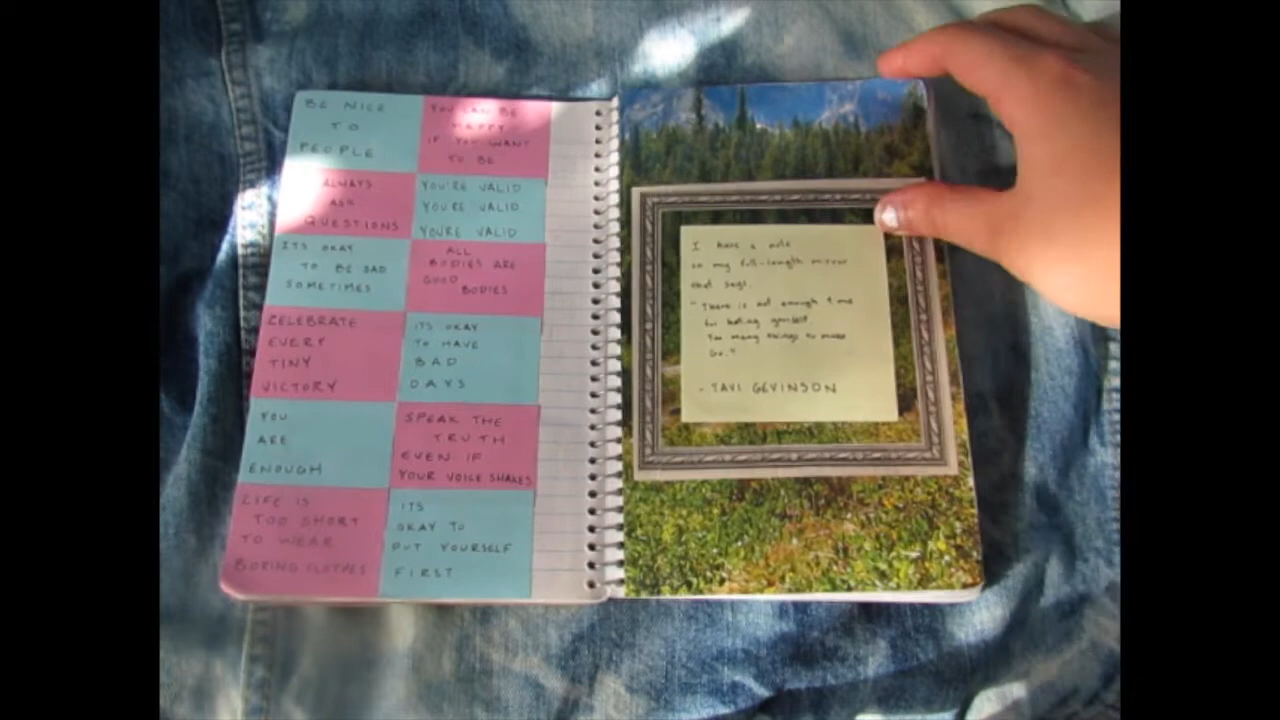 BE NICE
TO
PEOPLE
YOU CAN BE
HAPPY
IF YOU WANT
TO BE
ALWAYS
ASK
QUESTIONS
YOU'RE VALID
YOU'RE VALID
YOURE VALID
ITS OKAY
TO BE SAD
SOMETIMES
ALL
BODIES ARE
GOOD
BODIES
CELEBRATE
EVERY
TINY
VICTORY
ITS OKAY
TO HAVE
BAD
DAYS
YOU
ARE
ENOUGH
SPEAK THE
TRUTH
EVEN IF
YOUR VOICE SHAKES
LIFE IS
TOO SHORT
TO WEAR
BORING CLOTHES
ITS
OKAY TO
PUT YOURSELF
FIRST
I have a note
on my full-length mirror
that says.
"There is not enough time
for hating yourself.
Too many things to make
Go."
- TAVI GEVINSON